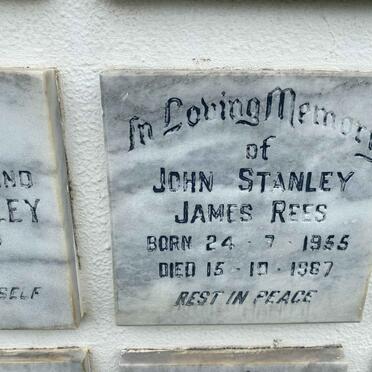 In Loving Memory
of
JOHN STANLEY
JAMES REES
BORN 24 - 7 - 1955
DIED 15 - 10 - 1987
REST IN PEACE
ND
LEY
SELF